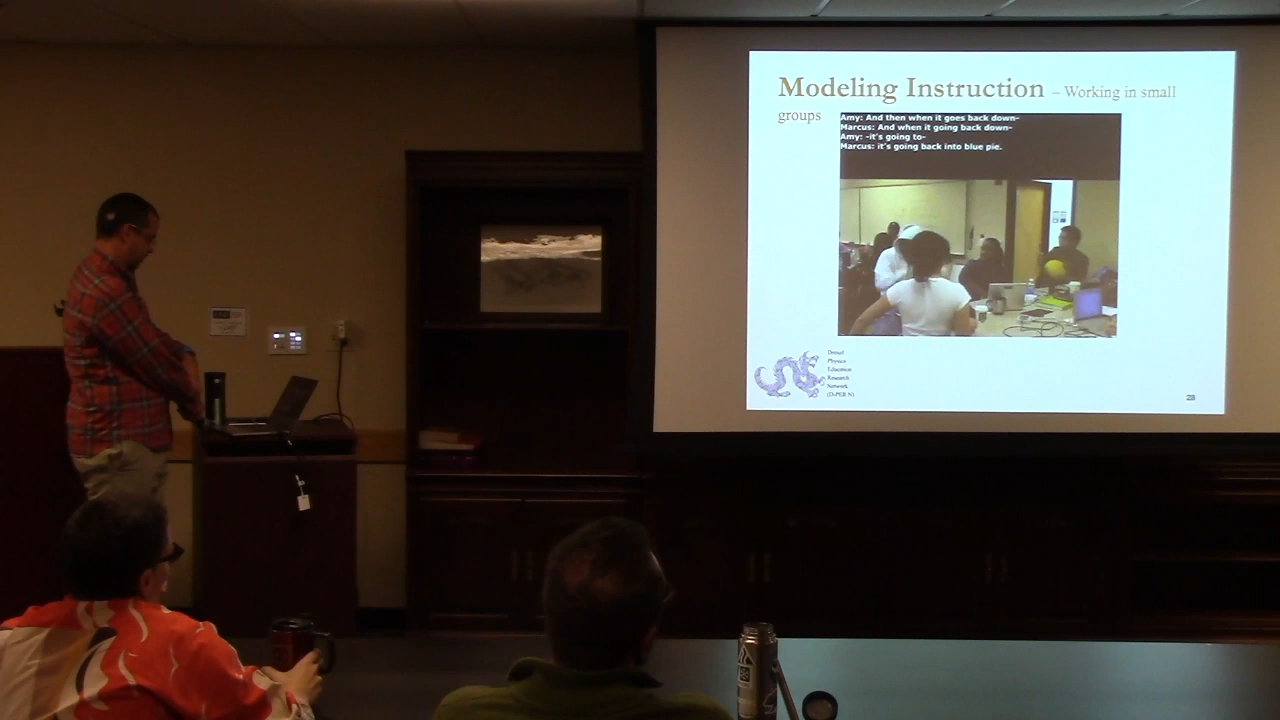 Modeling Instruction – Working in small
groups
Amy: And then when it goes back down-
Marcus: And when it going back down-
Amy: -it's going to-
Marcus: it's going back into blue pie.
Drexel
Physics
Education
Research
Network
(D-PER N)
28